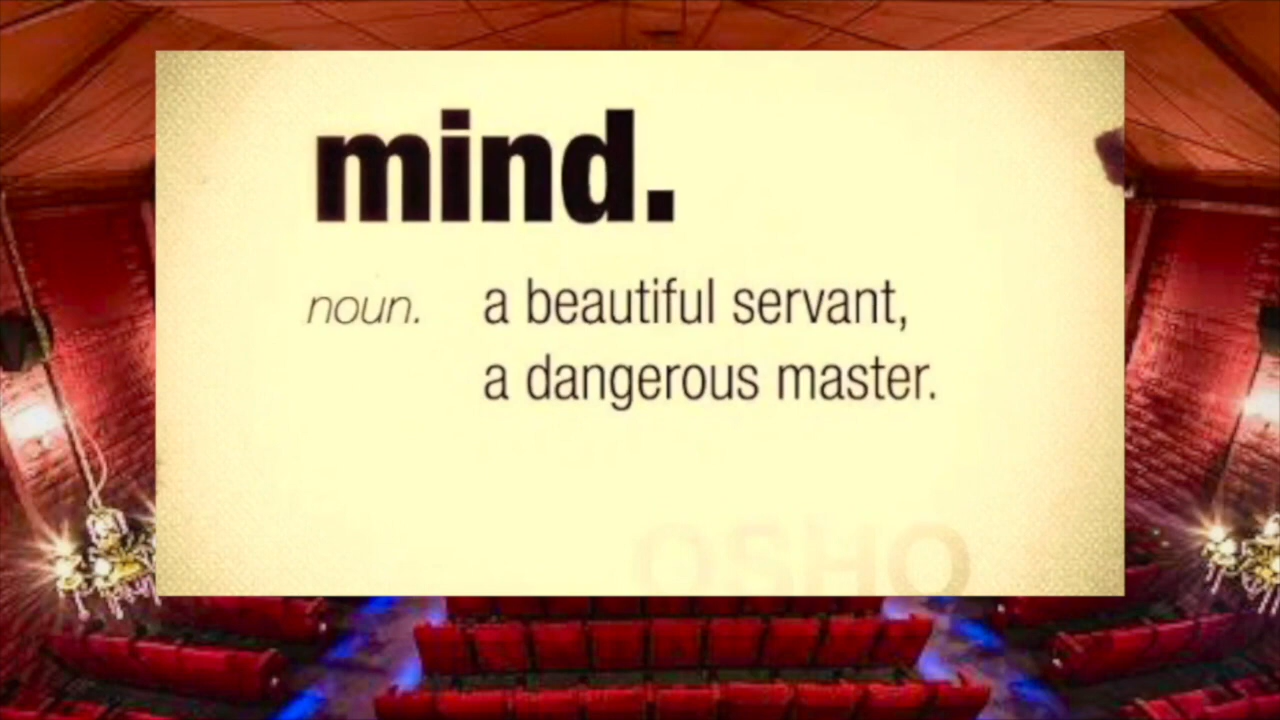 mind.
noun. a beautiful servant,
a dangerous master.
OSHO